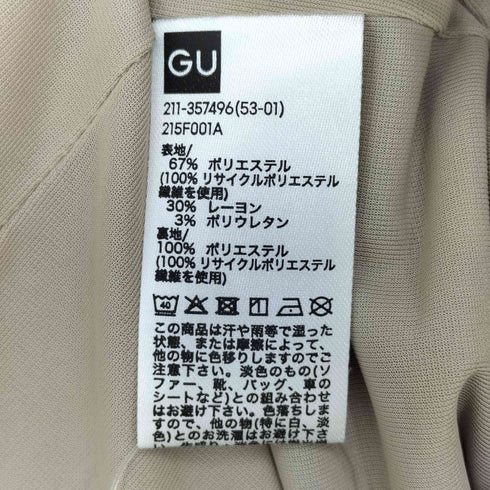 GU
211-357496(53-01)
215F001A
表地/
67% ポリエステル
(100% リサイクルポリエステル
繊維を使用)
30% レーヨン
3% ポリウレタン
裏地/
100% ポリエステル
(100% リサイクルポリエステル
繊維を使用)
40
この商品は汗や雨等で湿った
状態、または摩擦によって、
他の物に色移りしますのでご
注意下さい。淡色のもの(ソ
ファー、靴、バッグ、車の
シートなど)との組み合わせ
はお避け下さい。色落ちしま
すので、他の物(特に白、淡
色)とのお洗濯はお避け下さ
い。